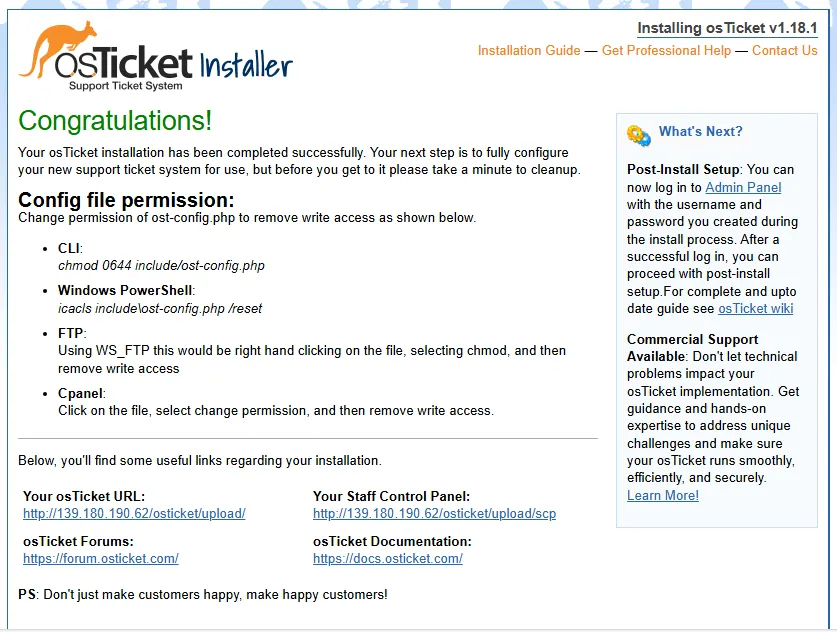 osTicket Installer
Support Ticket System
Installing osTicket v1.18.1
Installation Guide — Get Professional Help — Contact Us
Congratulations!
Your osTicket installation has been completed successfully. Your next step is to fully configure
your new support ticket system for use, but before you get to it please take a minute to cleanup.
Config file permission:
Change permission of ost-config.php to remove write access as shown below.
• CLI:
chmod 0644 include/ost-config.php
• Windows PowerShell:
icacls include\ost-config.php /reset
• FTP:
Using WS_FTP this would be right hand clicking on the file, selecting chmod, and then
remove write access
• Cpanel:
Click on the file, select change permission, and then remove write access.
Below, you'll find some useful links regarding your installation.
Your osTicket URL:
http://139.180.190.62/osticket/upload/
Your Staff Control Panel:
http://139.180.190.62/osticket/upload/scp
osTicket Forums:
https://forum.osticket.com/
osTicket Documentation:
https://docs.osticket.com/
PS: Don't just make customers happy, make happy customers!
What's Next?
Post-Install Setup: You can
now log in to Admin Panel
with the username and
password you created during
the install process. After a
successful log in, you can
proceed with post-install
setup.For complete and upto
date guide see osTicket wiki
Commercial Support
Available: Don't let technical
problems impact your
osTicket implementation. Get
guidance and hands-on
expertise to address unique
challenges and make sure
your osTicket runs smoothly,
efficiently, and securely.
Learn More!